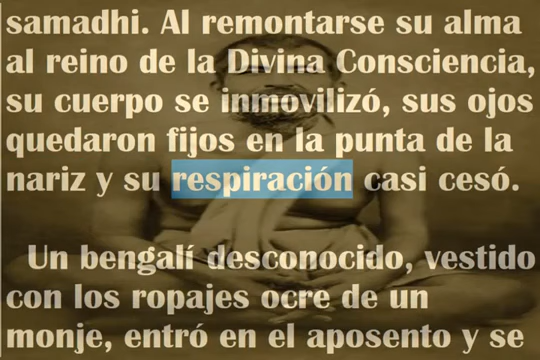 samadhi. Al remontarse su alma
al reino de la Divina Consciencia,
su cuerpo se inmovilizó, sus ojos
quedaron fijos en la punta de la
nariz y su respiración casi cesó.
Un bengalí desconocido, vestido
con los ropajes ocre de un
monje, entró en el aposento y se